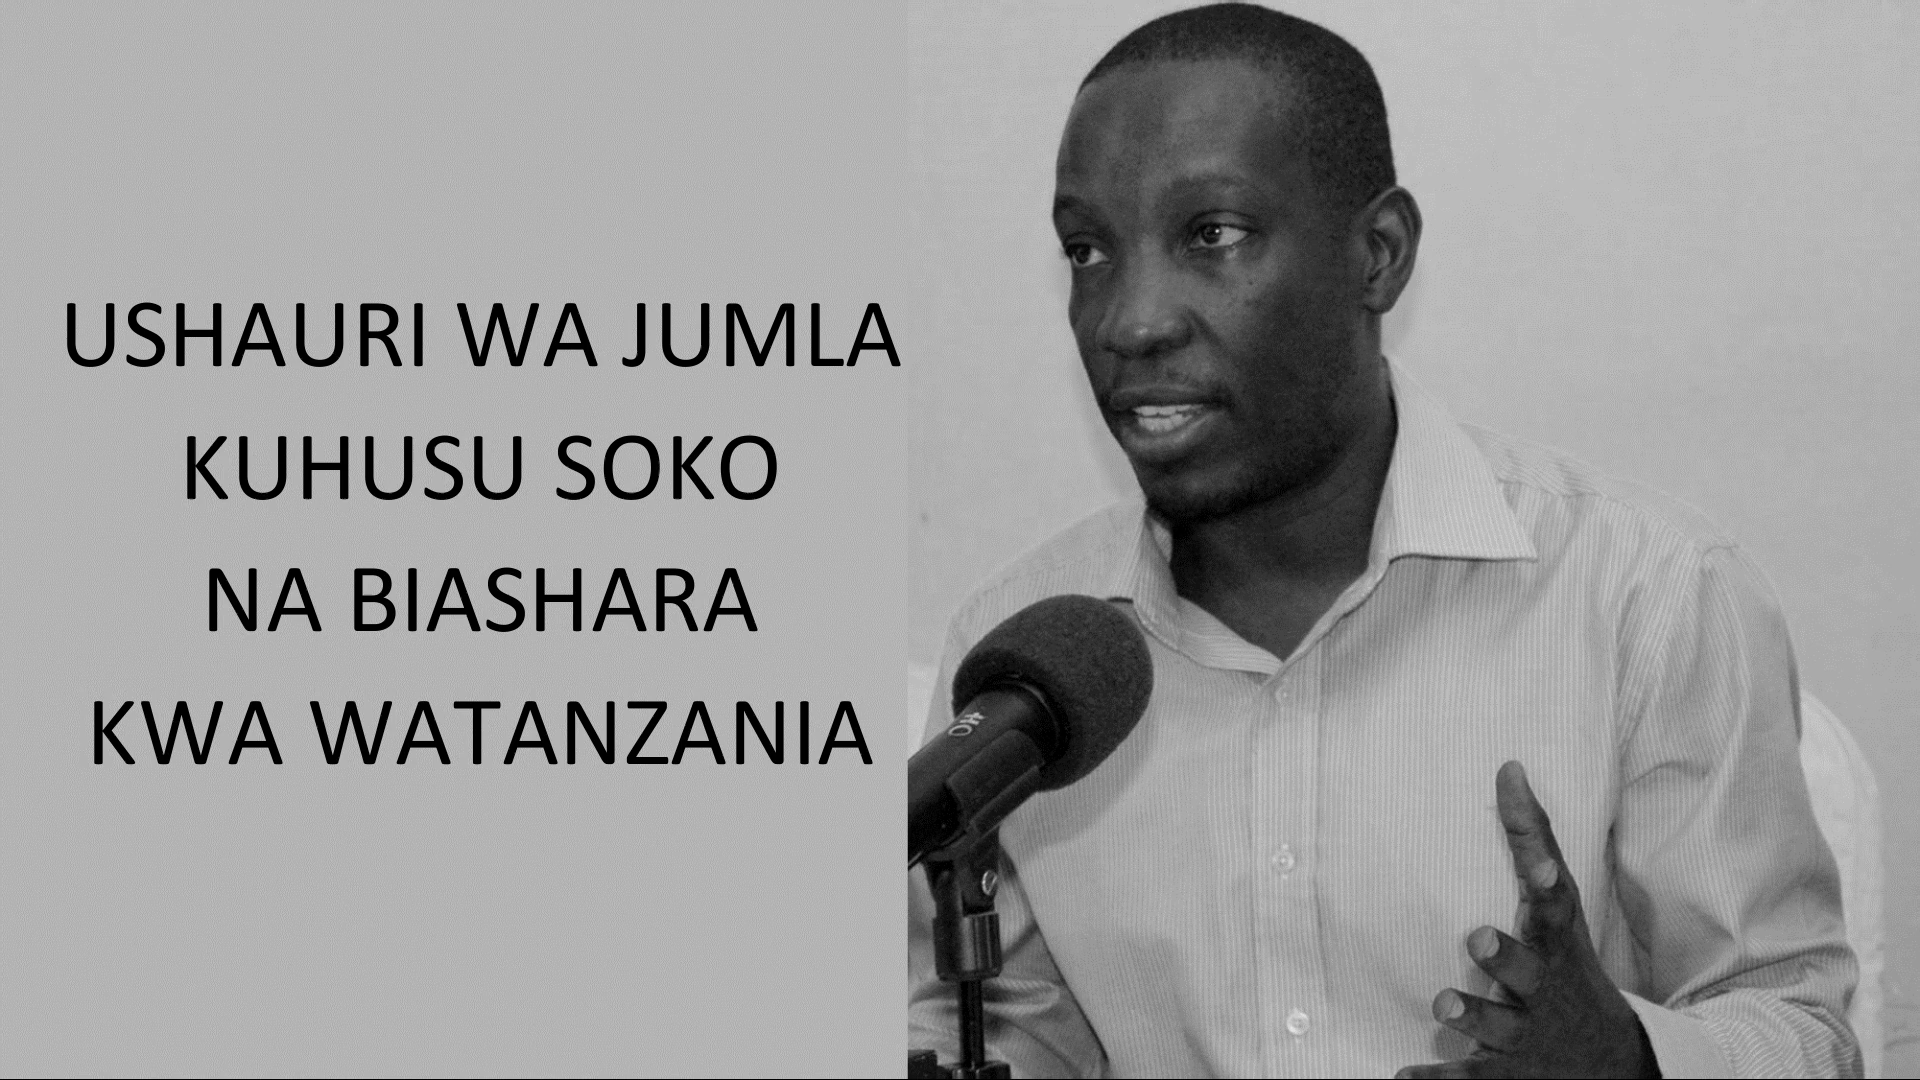 USHAURI WA JUMLA
KUHUSU SOKO
NA BIASHARA
KWA WATANZANIA